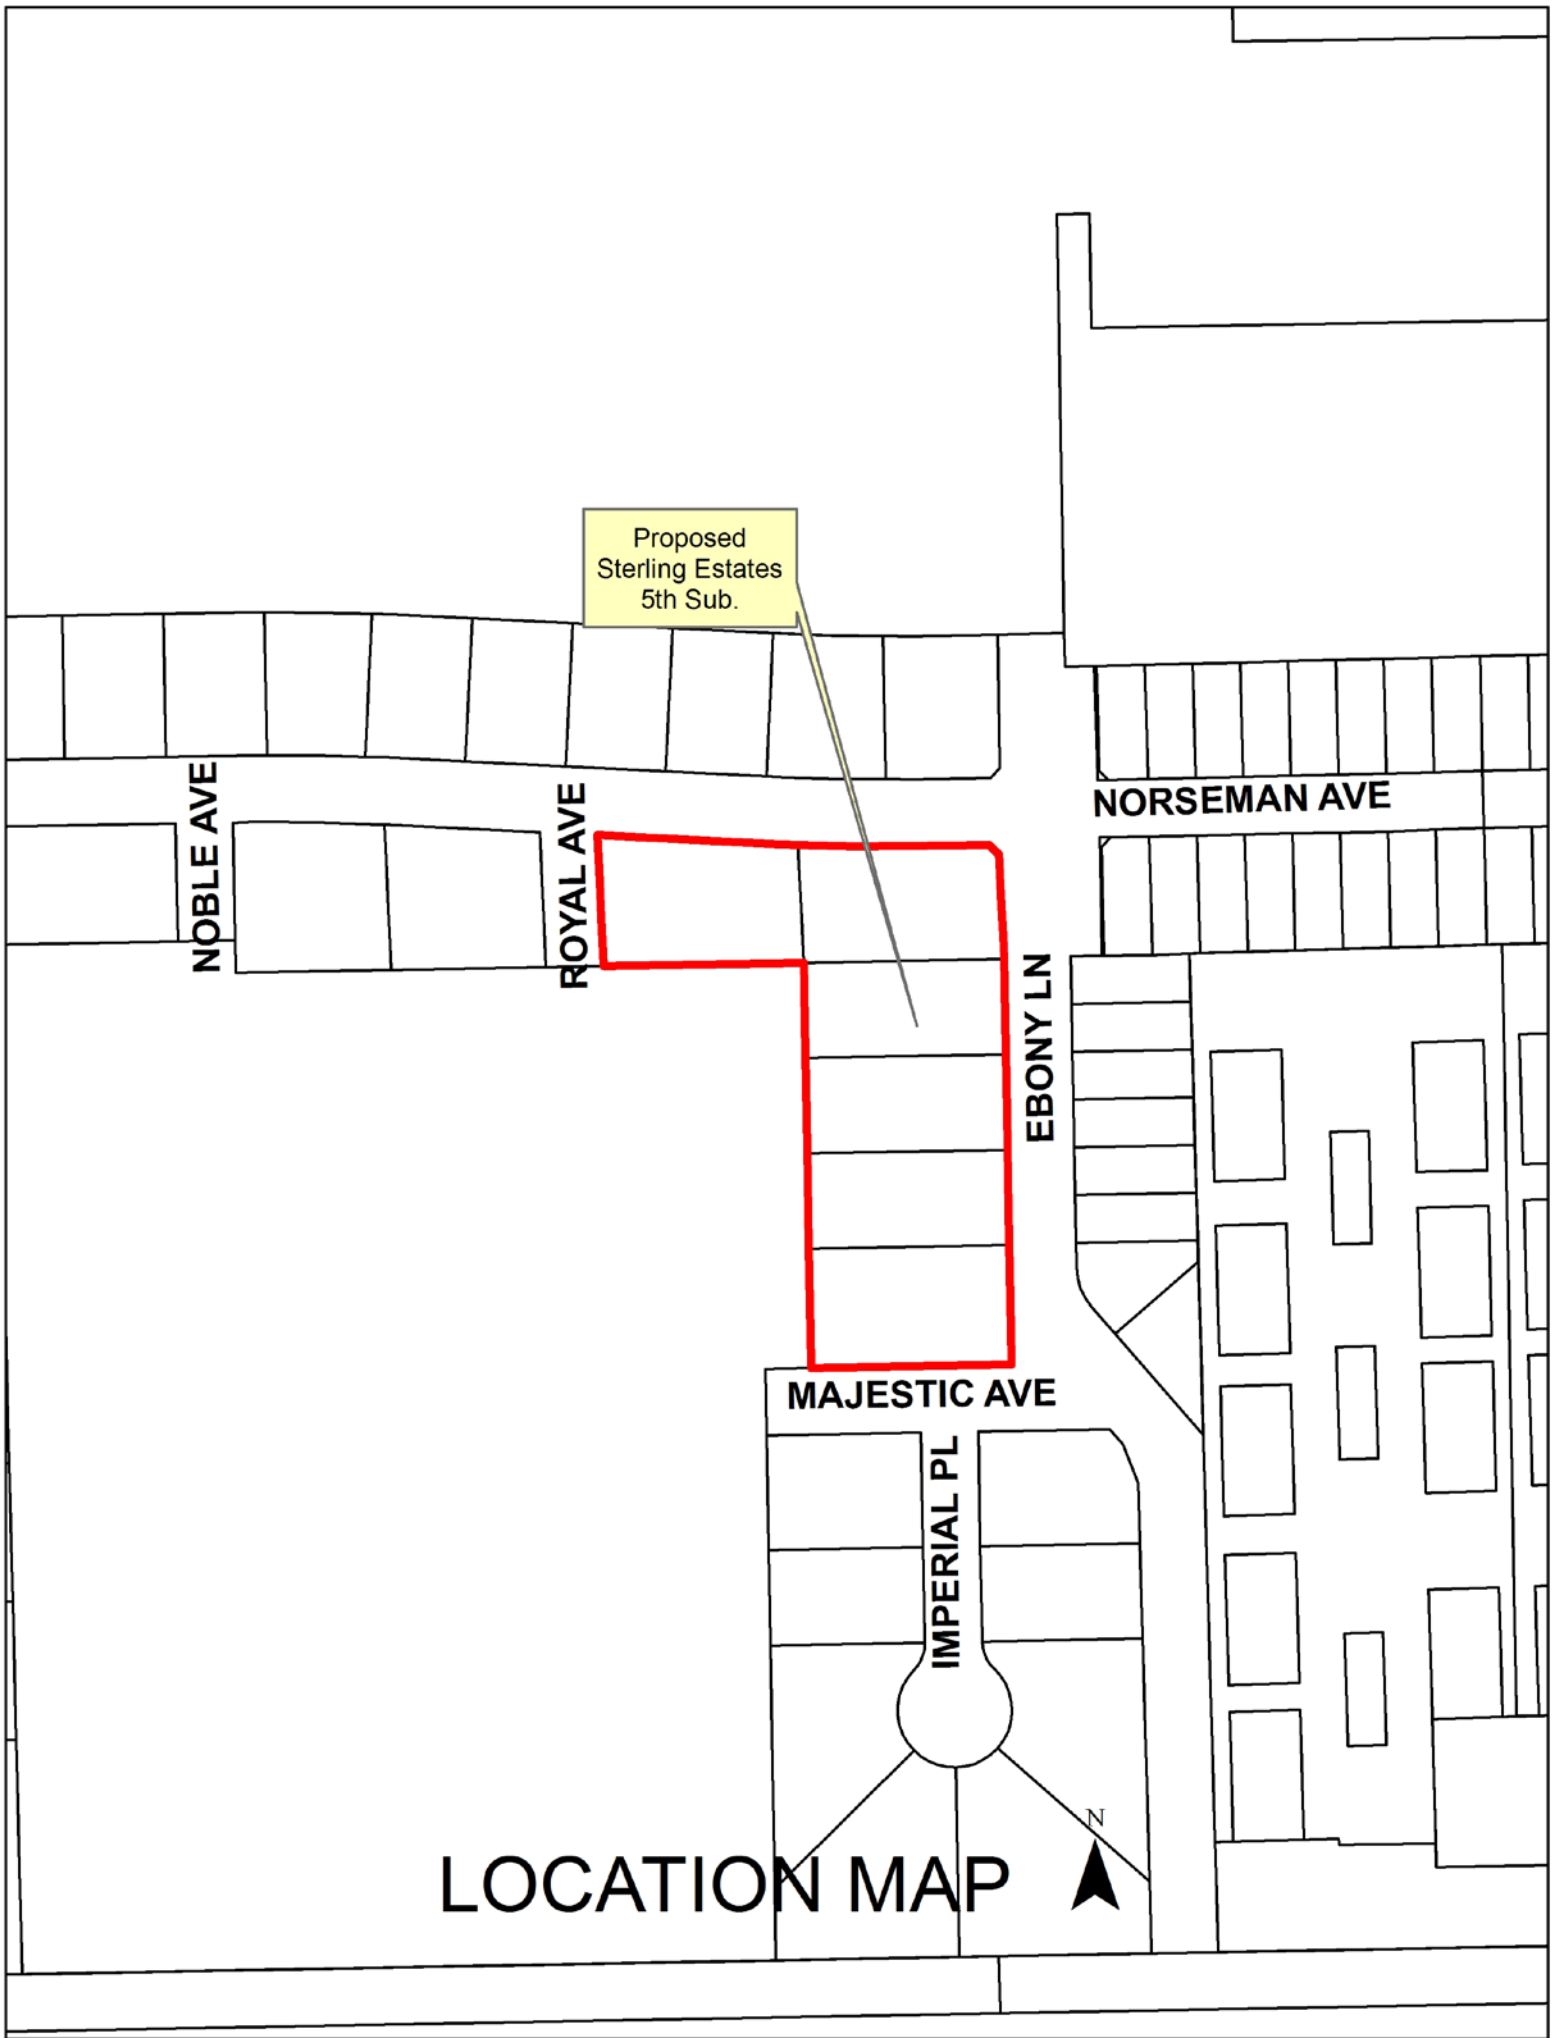 Proposed
Sterling Estates
5th Sub.
NOBLE AVE
ROYAL AVE
NORSEMAN AVE
EBONY LN
MAJESTIC AVE
IMPERIAL PL
N
LOCATION MAP